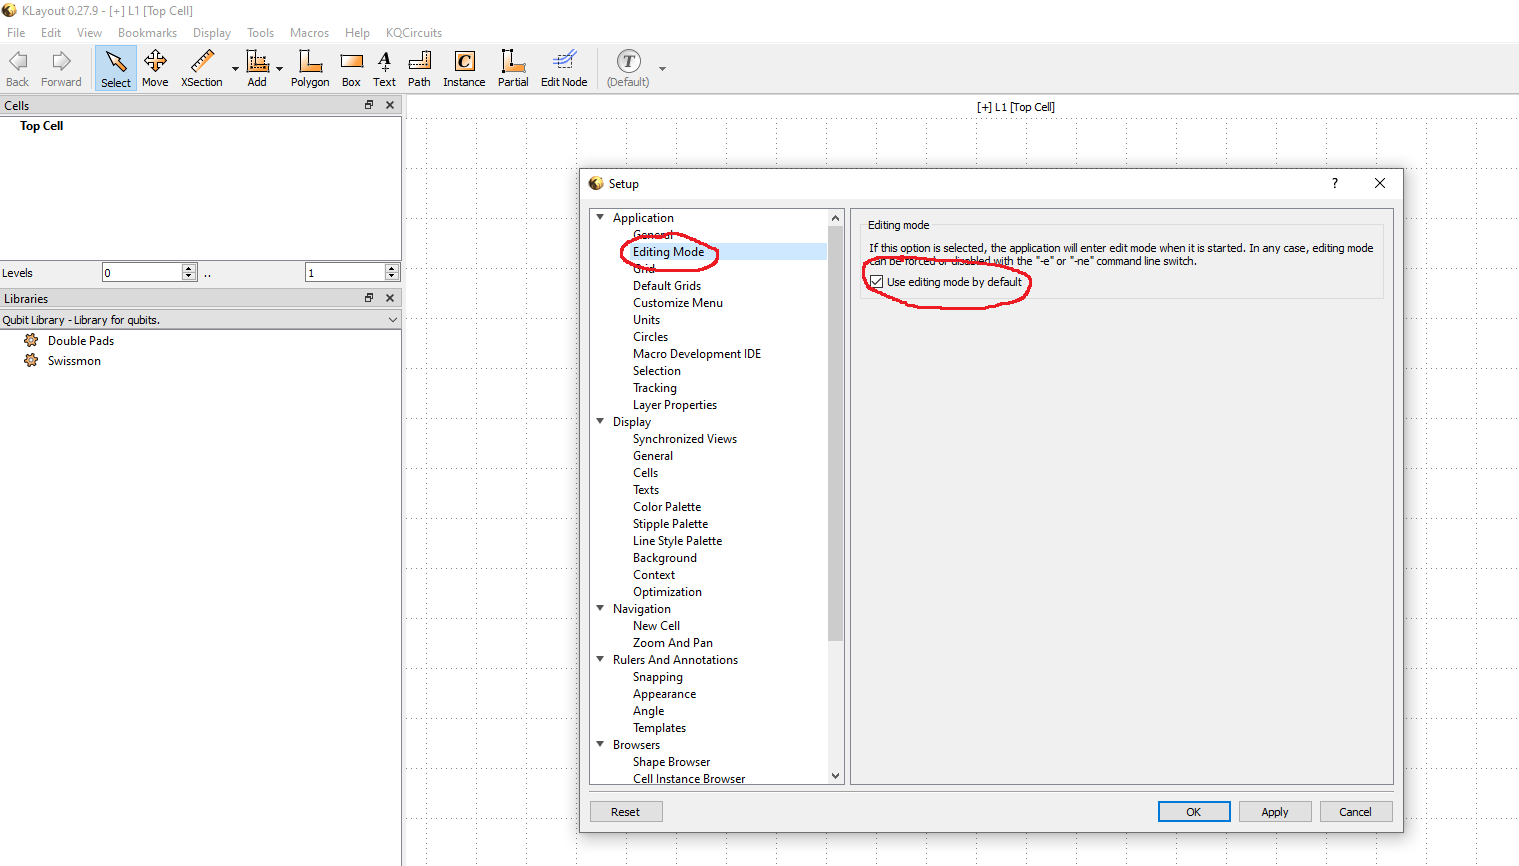 KLayout 0.27.9 - [+] L1 [Top Cell]
File Edit View Bookmarks Display Tools Macros Help KQCircuits
Back Forward Select Move XSection Add Polygon Box Text Path Instance Partial Edit Node (Default)
Cells
Top Cell
Levels 0 .. 1
Libraries
Qubit Library - Library for qubits.
Double Pads
Swissmon
[+] L1 [Top Cell]
Setup
Application
General
Editing Mode
Grid
Default Grids
Customize Menu
Units
Circles
Macro Development IDE
Selection
Tracking
Layer Properties
Display
Synchronized Views
General
Cells
Texts
Color Palette
Stipple Palette
Line Style Palette
Background
Context
Optimization
Navigation
New Cell
Zoom And Pan
Rulers And Annotations
Snapping
Appearance
Angle
Templates
Browsers
Shape Browser
Cell Instance Browser
Editing mode
If this option is selected, the application will enter edit mode when it is started. In any case, editing mode
can be forced or disabled with the "-e" or "-ne" command line switch.
Use editing mode by default
Reset OK Apply Cancel